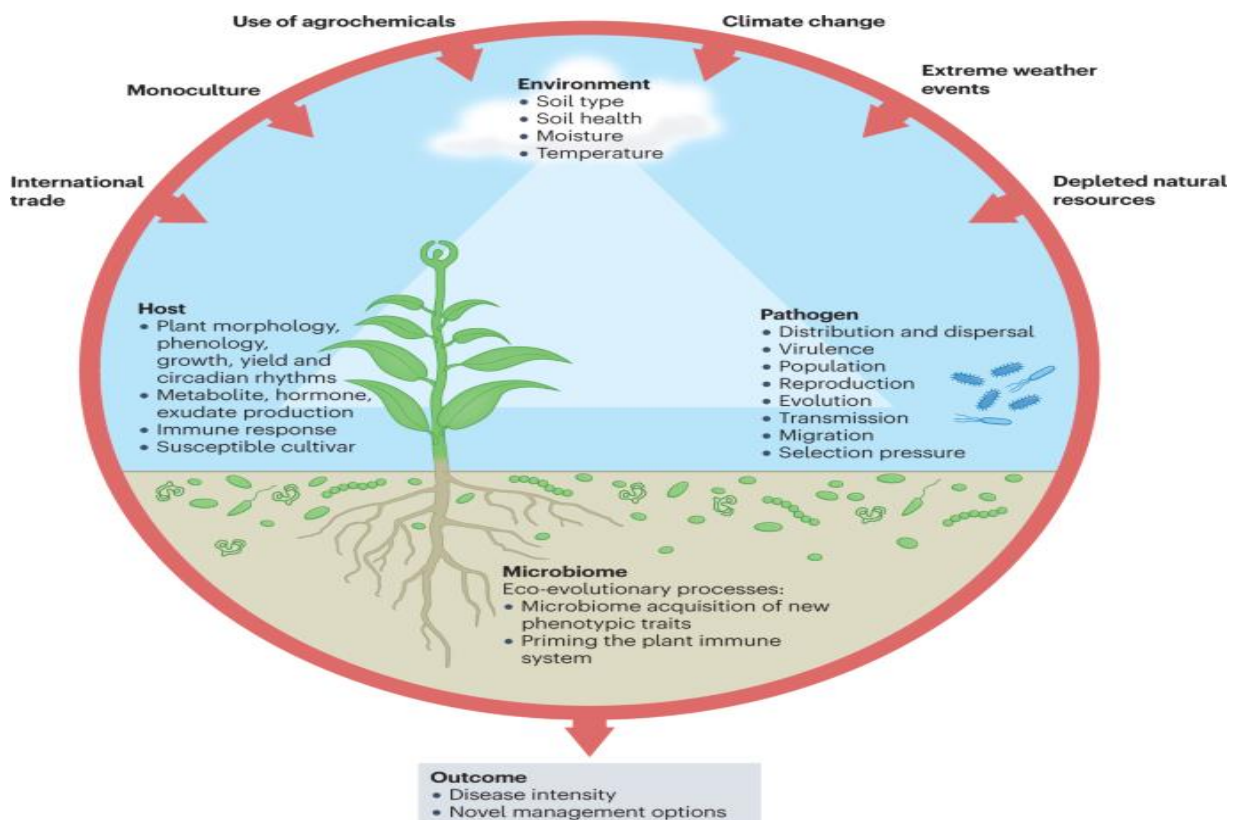 Use of agrochemicals
Climate change
Monoculture
Extreme weather
events
International
trade
Depleted natural
resources
Environment
• Soil type
• Soil health
• Moisture
• Temperature
Host
• Plant morphology,
phenology,
growth, yield and
circadian rhythms
• Metabolite, hormone,
exudate production
• Immune response
• Susceptible cultivar
Pathogen
• Distribution and dispersal
• Virulence
• Population
• Reproduction
• Evolution
• Transmission
• Migration
• Selection pressure
Microbiome
Eco-evolutionary processes:
• Microbiome acquisition of new
phenotypic traits
• Priming the plant immune
system
Outcome
• Disease intensity
• Novel management options